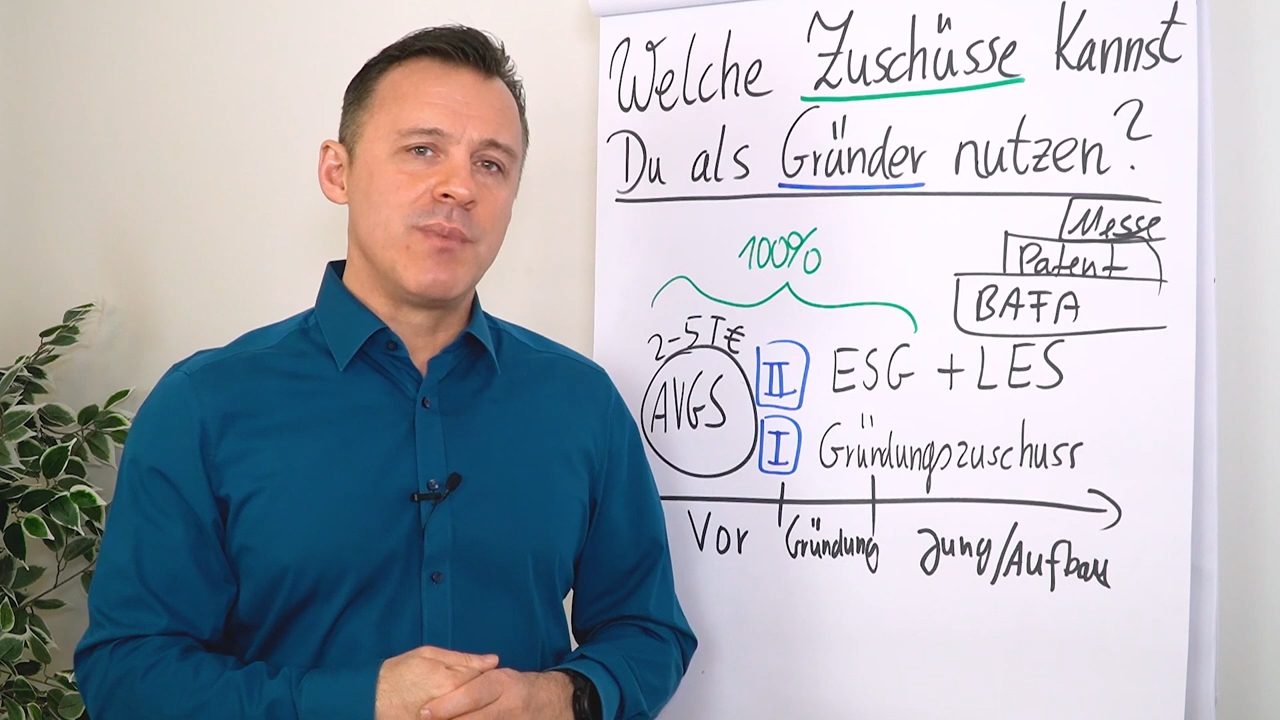 Welche Zuschüsse kannst
Du als Gründer nutzen?
Messe
Patent
BAFA
100%
2-5 T€
AVGS
II ESG + LES
I Gründungszuschuss
Vor Gründung Jung/Aufbau